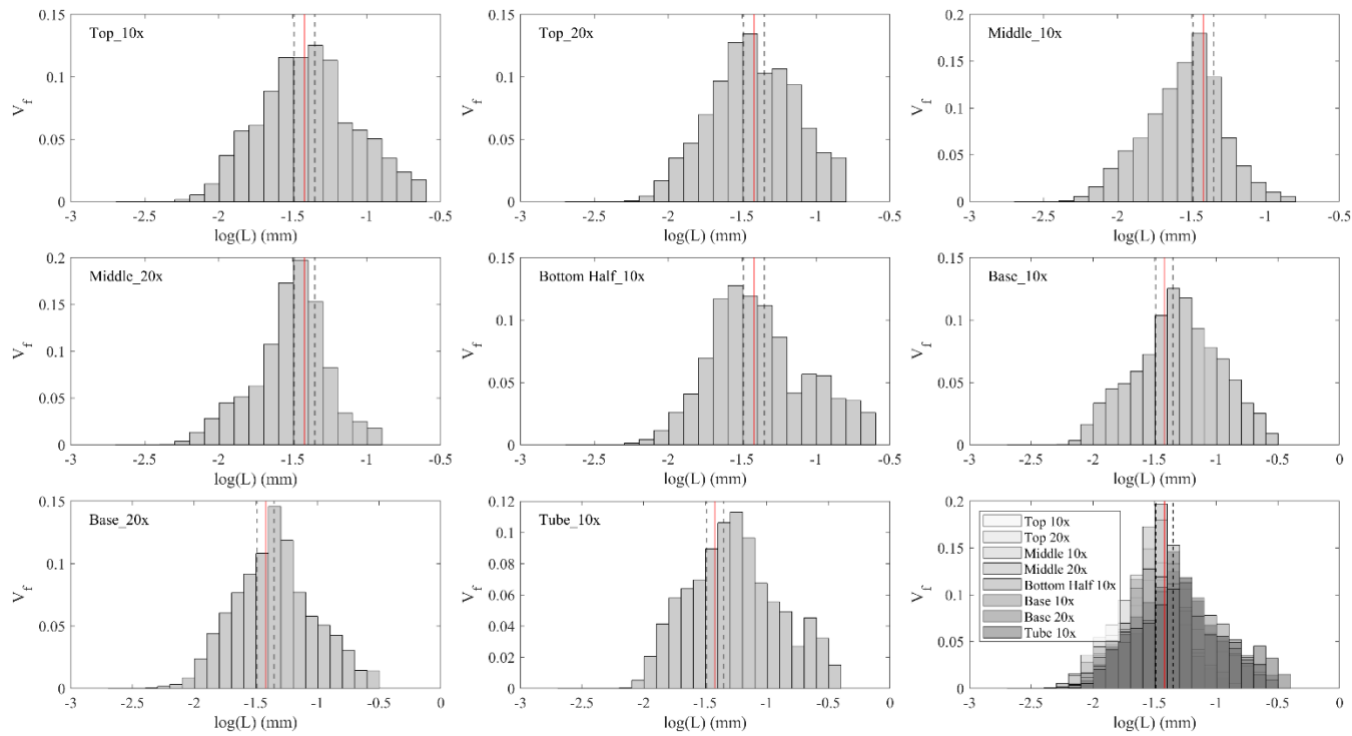 Top_10x
V_f
0.15
0.1
0.05
0
-3 -2.5 -2 -1.5 -1 -0.5
log(L) (mm)
Top_20x
V_f
0.15
0.1
0.05
0
-3 -2.5 -2 -1.5 -1 -0.5
log(L) (mm)
Middle_10x
V_f
0.2
0.15
0.1
0.05
0
-3 -2.5 -2 -1.5 -1 -0.5
log(L) (mm)
Middle_20x
V_f
0.2
0.15
0.1
0.05
0
-3 -2.5 -2 -1.5 -1 -0.5
log(L) (mm)
Bottom Half_10x
V_f
0.15
0.1
0.05
0
-3 -2.5 -2 -1.5 -1 -0.5
log(L) (mm)
Base_10x
V_f
0.15
0.1
0.05
0
-3 -2.5 -2 -1.5 -1 -0.5 0
log(L) (mm)
Base_20x
V_f
0.15
0.1
0.05
0
-3 -2.5 -2 -1.5 -1 -0.5 0
log(L) (mm)
Tube_10x
V_f
0.12
0.1
0.08
0.06
0.04
0.02
0
-3 -2.5 -2 -1.5 -1 -0.5 0
log(L) (mm)
V_f
0.2
0.15
0.1
0.05
0
Top 10x
Top 20x
Middle 10x
Middle 20x
Bottom Half 10x
Base 10x
Base 20x
Tube 10x
-3 -2.5 -2 -1.5 -1 -0.5 0
log(L) (mm)